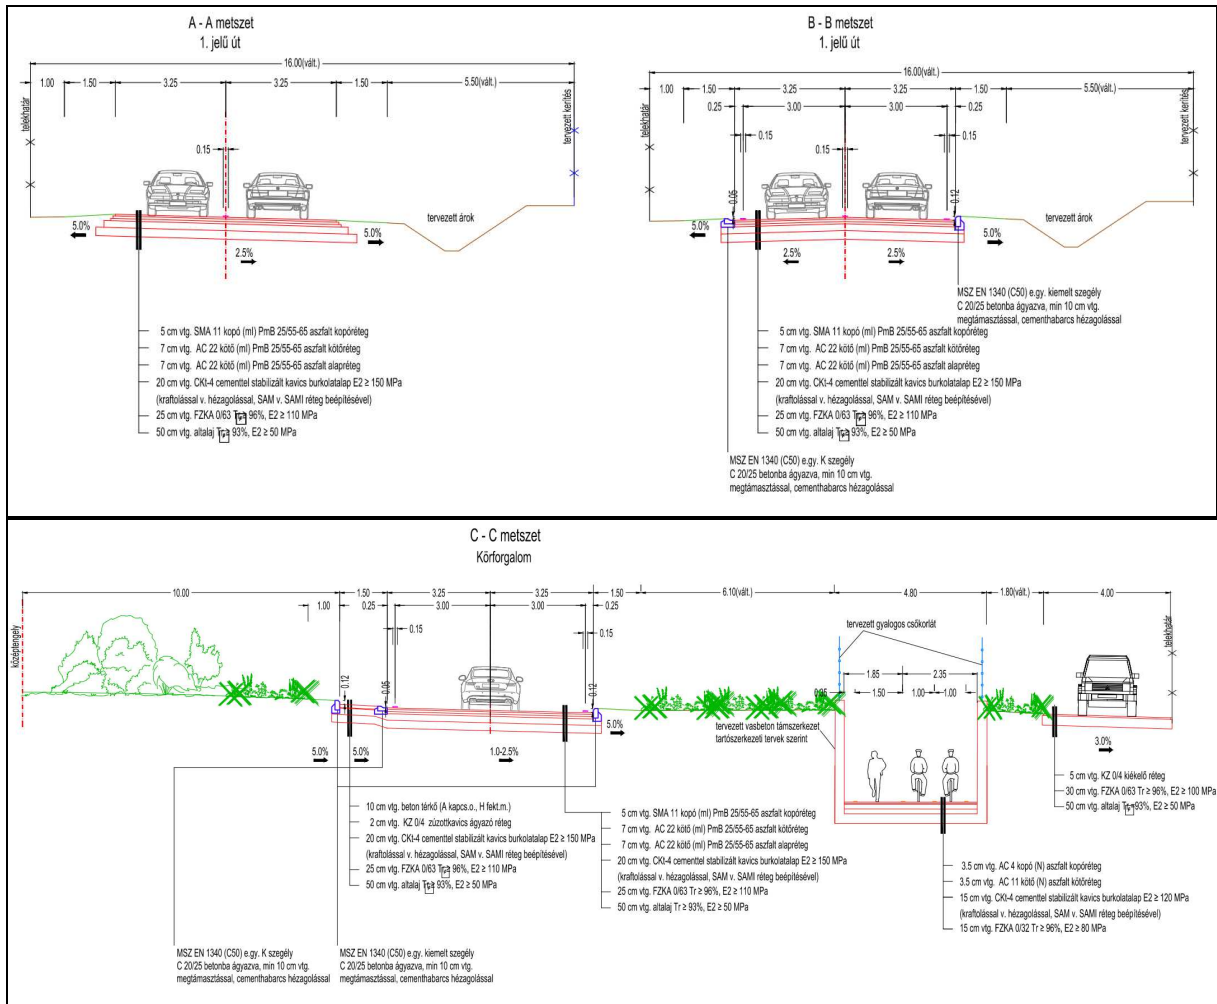 A - A metszet
1. jelű út
16.00(vált.)
1.00
1.50
3.25
3.25
1.50
5.50(vált.)
telekhatár
tervezett kerítés
0.15
tervezett árok
5.0%
5.0%
2.5%
5 cm vtg. SMA 11 kopó (ml) PmB 25/55-65 aszfalt kopóréteg
7 cm vtg. AC 22 kötő (ml) PmB 25/55-65 aszfalt kötőréteg
7 cm vtg. AC 22 kötő (ml) PmB 25/55-65 aszfalt alapréteg
20 cm vtg. CKt-4 cementtel stabilizált kavics burkolatalap E2 ≥ 150 MPa
(kraftolással v. hézagolással, SAM v. SAMI réteg beépítésével)
25 cm vtg. FZKA 0/63 Tr ≥ 96%, E2 ≥ 110 MPa
50 cm vtg. altalaj Tr ≥ 93%, E2 ≥ 50 MPa
B - B metszet
1. jelű út
16.00(vált.)
1.00
1.50
3.25
3.25
1.50
5.50(vált.)
0.25
3.00
3.00
0.25
telekhatár
tervezett kerítés
0.15
0.15
0.15
0.05
0.12
tervezett árok
5.0%
5.0%
2.5%
2.5%
MSZ EN 1340 (C50) e.gy. kiemelt szegély
C 20/25 betonba ágyazva, min 10 cm vtg.
megtámasztással, cementhabarcs hézagolással
5 cm vtg. SMA 11 kopó (ml) PmB 25/55-65 aszfalt kopóréteg
7 cm vtg. AC 22 kötő (ml) PmB 25/55-65 aszfalt kötőréteg
7 cm vtg. AC 22 kötő (ml) PmB 25/55-65 aszfalt alapréteg
20 cm vtg. CKt-4 cementtel stabilizált kavics burkolatalap E2 ≥ 150 MPa
(kraftolással v. hézagolással, SAM v. SAMI réteg beépítésével)
25 cm vtg. FZKA 0/63 Tr ≥ 96%, E2 ≥ 110 MPa
50 cm vtg. altalaj Tr ≥ 93%, E2 ≥ 50 MPa
MSZ EN 1340 (C50) e.gy. K szegély
C 20/25 betonba ágyazva, min 10 cm vtg.
megtámasztással, cementhabarcs hézagolással
C - C metszet
Körforgalom
10.00
1.50
3.25
3.25
1.50
6.10(vált.)
4.80
1.80(vált.)
4.00
1.00
0.25
3.00
3.00
0.25
0.15
0.15
középtengely
telekhatár
tervezett gyalogos csőkorlát
0.12
0.05
0.12
1.85
2.35
0.35
1.50
1.00
1.00
5.0%
5.0%
1.0-2.5%
5.0%
tervezett vasbeton támszerkezet
tartószerkezeti tervek szerint
3.0%
10 cm vtg. beton térkő (A kapcs.o., H fekt.m.)
2 cm vtg. KZ 0/4 zúzottkavics ágyazó réteg
20 cm vtg. CKt-4 cementtel stabilizált kavics burkolatalap E2 ≥ 150 MPa
(kraftolással v. hézagolással, SAM v. SAMI réteg beépítésével)
25 cm vtg. FZKA 0/63 Tr ≥ 96%, E2 ≥ 110 MPa
50 cm vtg. altalaj Tr ≥ 93%, E2 ≥ 50 MPa
5 cm vtg. SMA 11 kopó (ml) PmB 25/55-65 aszfalt kopóréteg
7 cm vtg. AC 22 kötő (ml) PmB 25/55-65 aszfalt kötőréteg
7 cm vtg. AC 22 kötő (ml) PmB 25/55-65 aszfalt alapréteg
20 cm vtg. CKt-4 cementtel stabilizált kavics burkolatalap E2 ≥ 150 MPa
(kraftolással v. hézagolással, SAM v. SAMI réteg beépítésével)
25 cm vtg. FZKA 0/63 Tr ≥ 96%, E2 ≥ 110 MPa
50 cm vtg. altalaj Tr ≥ 93%, E2 ≥ 50 MPa
5 cm vtg. KZ 0/4 kiékelő réteg
30 cm vtg. FZKA 0/63 Tr ≥ 96%, E2 ≥ 100 MPa
50 cm vtg. altalaj Tr ≥ 93%, E2 ≥ 50 MPa
3.5 cm vtg. AC 4 kopó (N) aszfalt kopóréteg
3.5 cm vtg. AC 11 kötő (N) aszfalt kötőréteg
15 cm vtg. CKt-4 cementtel stabilizált kavics burkolatalap E2 ≥ 120 MPa
(kraftolással v. hézagolással, SAM v. SAMI réteg beépítésével)
15 cm vtg. FZKA 0/32 Tr ≥ 96%, E2 ≥ 80 MPa
MSZ EN 1340 (C50) e.gy. K szegély
C 20/25 betonba ágyazva, min 10 cm vtg.
megtámasztással, cementhabarcs hézagolással
MSZ EN 1340 (C50) e.gy. kiemelt szegély
C 20/25 betonba ágyazva, min 10 cm vtg.
megtámasztással, cementhabarcs hézagolással